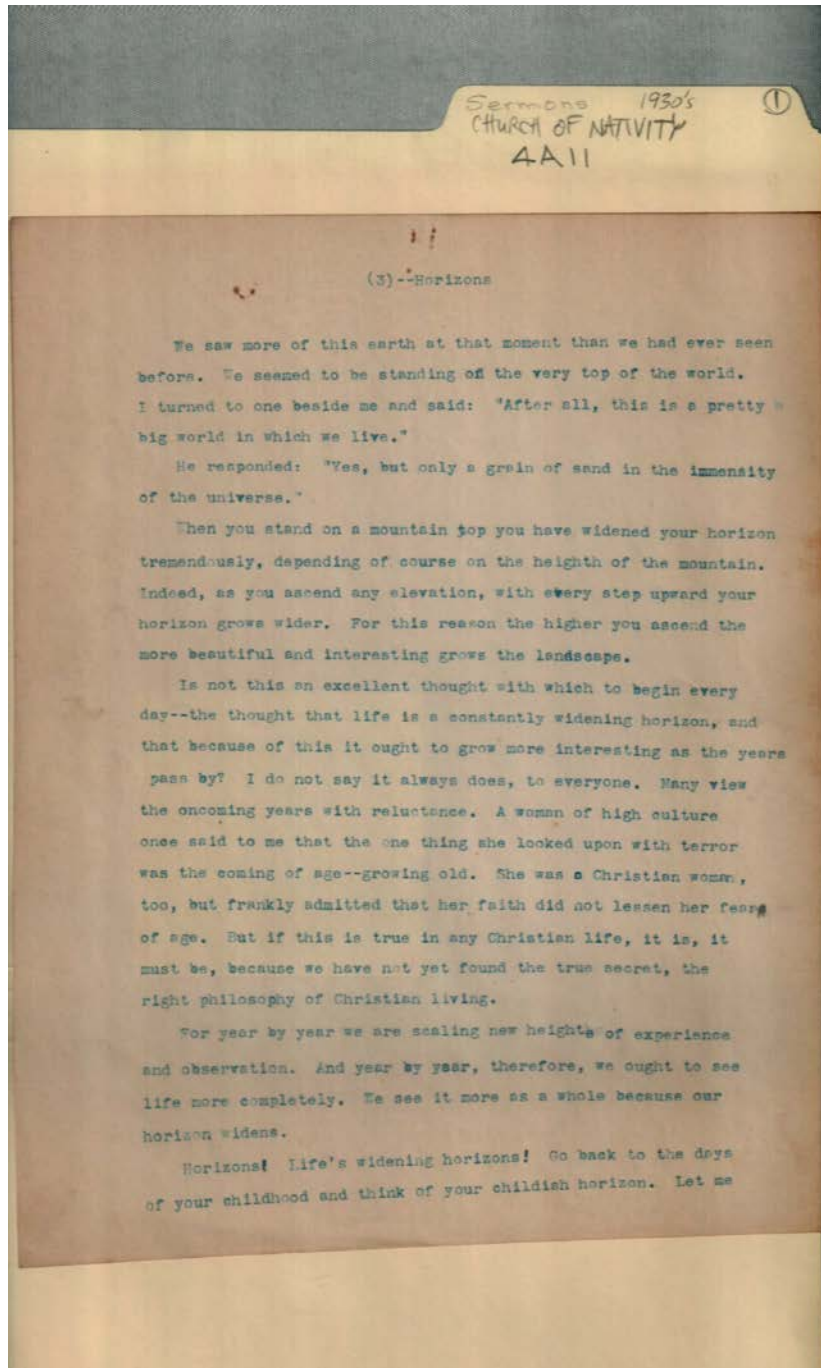 Sermons 1930's ①
CHURCH OF NATIVITY
4A11
(3)--Horizons
We saw more of this earth at that moment than we had ever seen
before. We seemed to be standing on the very top of the world.
I turned to one beside me and said: "After all, this is a pretty
big world in which we live."
He responded: "Yes, but only a grain of sand in the immensity
of the universe."
When you stand on a mountain top you have widened your horizon
tremendously, depending of course on the heighth of the mountain.
Indeed, as you ascend any elevation, with every step upward your
horizon grows wider. For this reason the higher you ascend the
more beautiful and interesting grows the landscape.
Is not this an excellent thought with which to begin every
day--the thought that life is a constantly widening horizon, and
that because of this it ought to grow more interesting as the years
pass by? I do not say it always does, to everyone. Many view
the oncoming years with reluctance. A woman of high culture
once said to me that the one thing she looked upon with terror
was the coming of age--growing old. She was a Christian woman,
too, but frankly admitted that her faith did not lessen her fear
of age. But if this is true in any Christian life, it is, it
must be, because we have not yet found the true secret, the
right philosophy of Christian living.
For year by year we are scaling new heights of experience
and observation. And year by year, therefore, we ought to see
life more completely. We see it more as a whole because our
horizon widens.
Horizons! Life's widening horizons! Go back to the days
of your childhood and think of your childish horizon. Let me